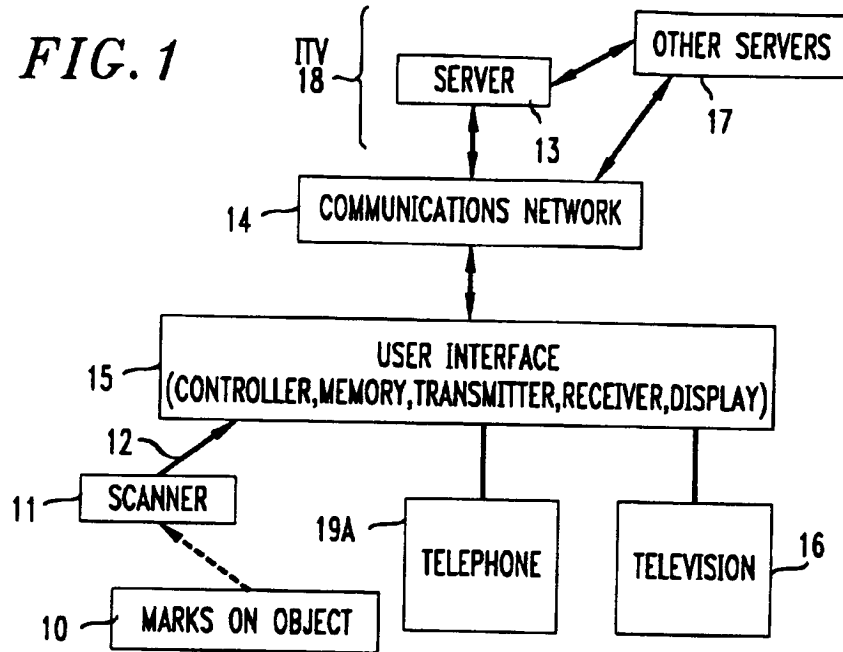 FIG. 1
ITV
18
SERVER
13
OTHER SERVERS
17
COMMUNICATIONS NETWORK
14
USER INTERFACE
(CONTROLLER,MEMORY,TRANSMITTER,RECEIVER,DISPLAY)
15
12
SCANNER
11
19A
TELEPHONE
TELEVISION
16
MARKS ON OBJECT
10